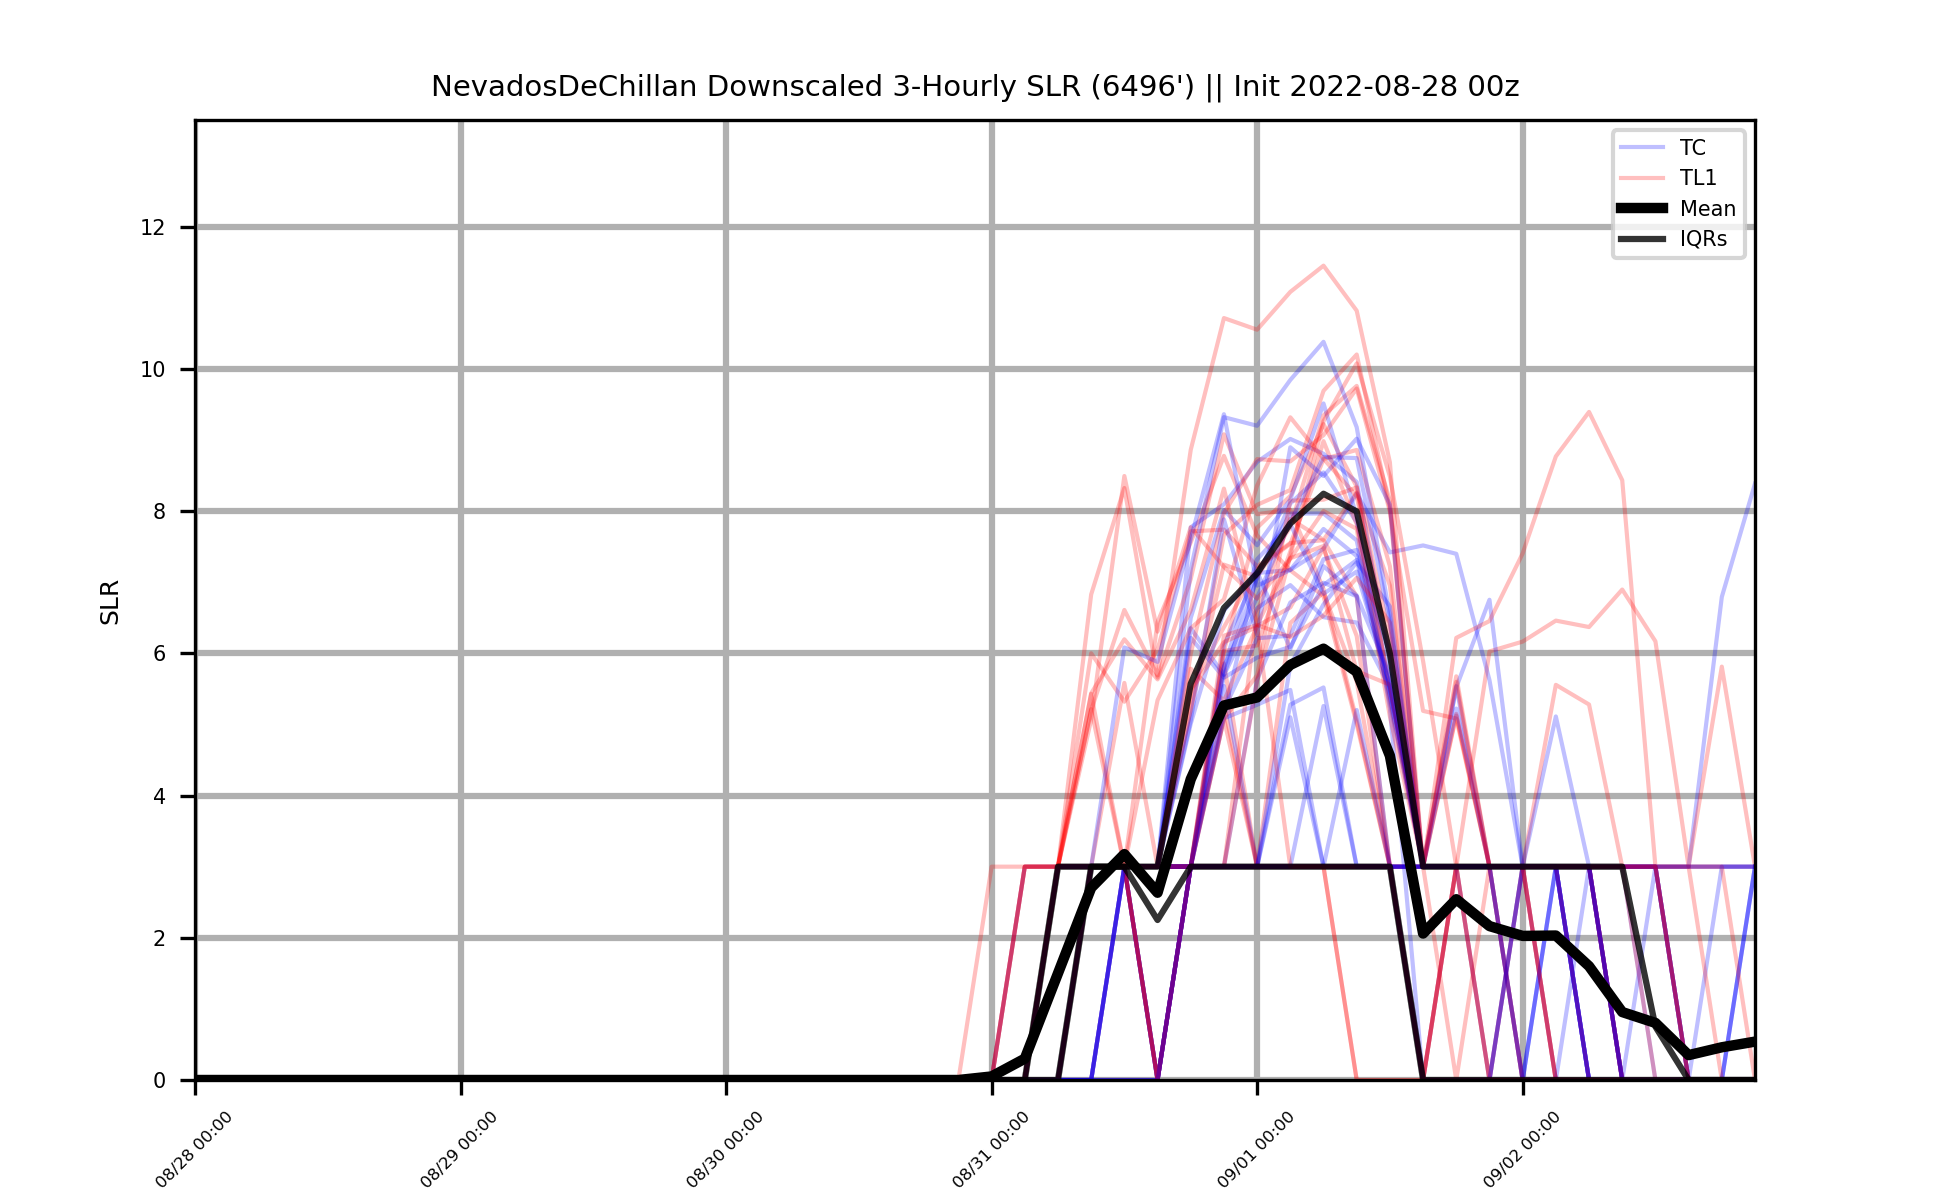 NevadosDeChillan Downscaled 3-Hourly SLR (6496') || Init 2022-08-28 00z
TC
TL1
Mean
IQRs
12
10
8
6
4
2
0
SLR
08/28 00:00
08/29 00:00
08/30 00:00
08/31 00:00
09/01 00:00
09/02 00:00